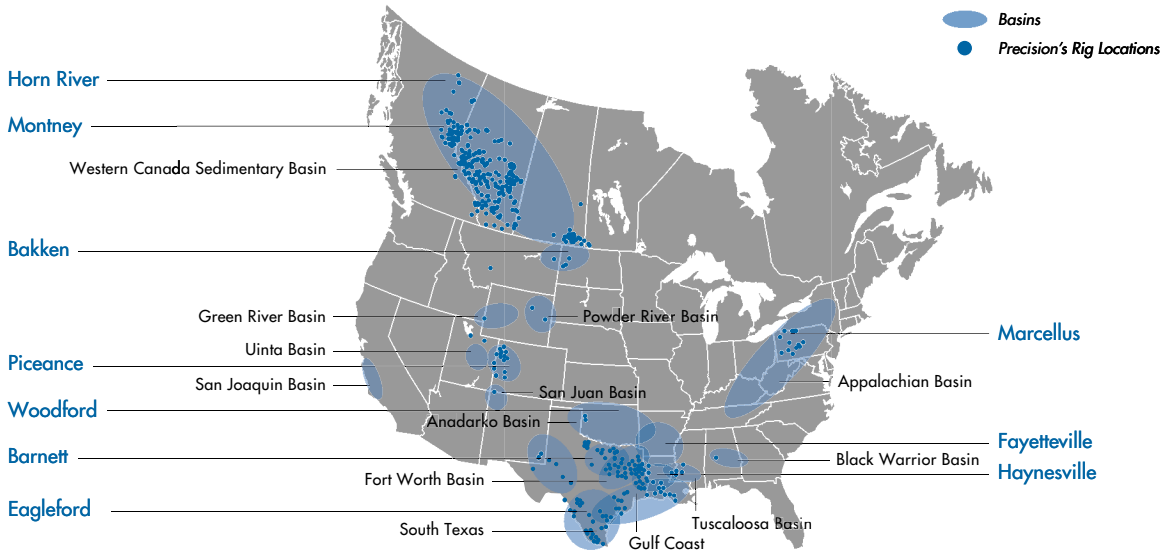 Basins
Precision's Rig Locations
Horn River
Montney
Western Canada Sedimentary Basin
Bakken
Green River Basin
Powder River Basin
Marcellus
Uinta Basin
Piceance
San Joaquin Basin
San Juan Basin
Appalachian Basin
Woodford
Anadarko Basin
Fayetteville
Barnett
Black Warrior Basin
Fort Worth Basin
Haynesville
Eagleford
South Texas
Tuscaloosa Basin
Gulf Coast